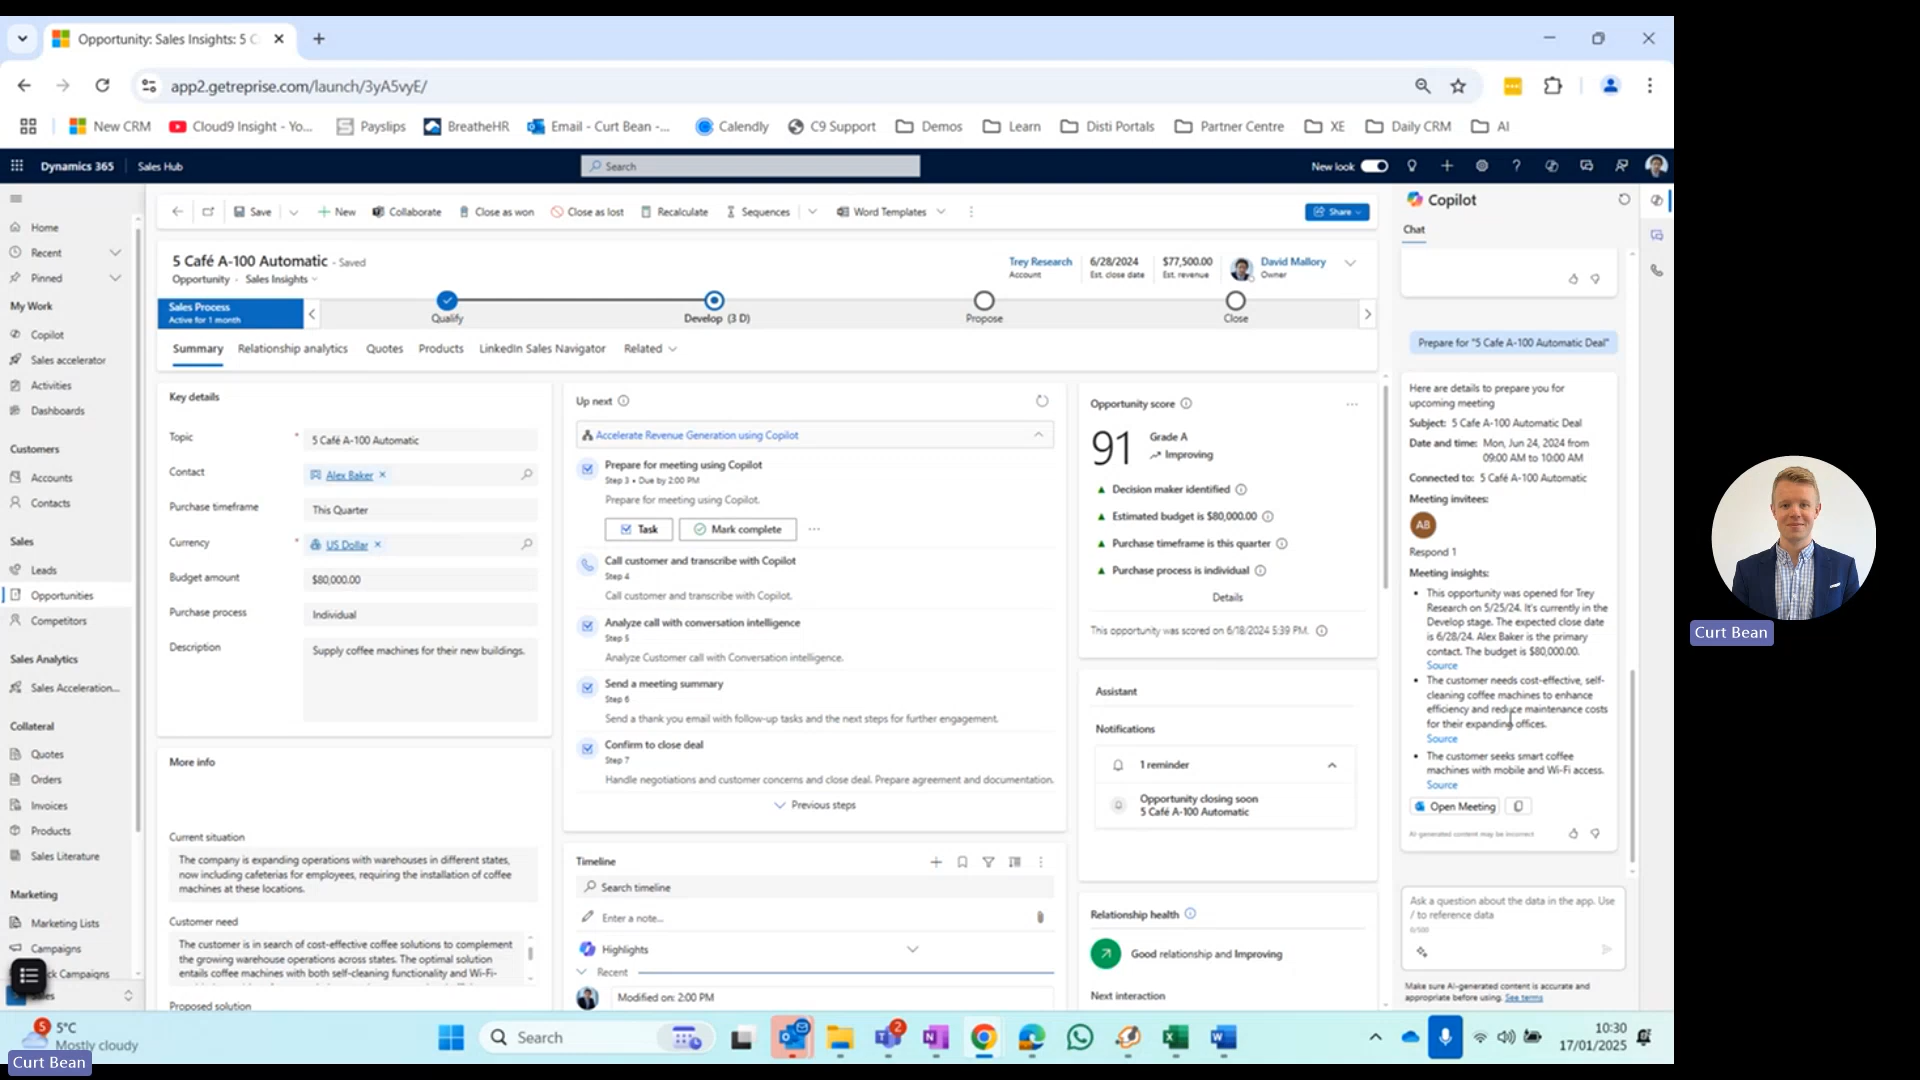 Opportunity: Sales Insights: 5 C
app2.getreprise.com/launch/3yA5vyE/
New CRM
Cloud9 Insight - Yo...
Payslips
BreatheHR
Email - Curt Bean -...
Calendly
C9 Support
Demos
Learn
Disti Portals
Partner Centre
XE
Daily CRM
AI
Dynamics 365
Sales Hub
Search
New look
Home
Recent
Pinned
My Work
Copilot
Sales accelerator
Activities
Dashboards
Customers
Accounts
Contacts
Sales
Leads
Opportunities
Competitors
Sales Analytics
Sales Acceleration...
Collateral
Quotes
Orders
Invoices
Products
Sales Literature
Marketing
Marketing Lists
Campaigns
ck Campaigns
Save
New
Collaborate
Close as won
Close as lost
Recalculate
Sequences
Word Templates
Share
5 Café A-100 Automatic - Saved
Opportunity · Sales Insights
Trey Research
Account
6/28/2024
Est. close date
$77,500.00
Est. revenue
David Mallory
Owner
Sales Process
Active for 1 month
Qualify
Develop (3 D)
Propose
Close
Summary
Relationship analytics
Quotes
Products
LinkedIn Sales Navigator
Related
Key details
Topic * 5 Café A-100 Automatic
Contact Alex Baker
Purchase timeframe This Quarter
Currency * US Dollar
Budget amount $80,000.00
Purchase process Individual
Description Supply coffee machines for their new buildings.
More info
Current situation
The company is expanding operations with warehouses in different states,
now including cafeterias for employees, requiring the installation of coffee
machines at these locations.
Customer need
The customer is in search of cost-effective coffee solutions to complement
the growing warehouse operations across states. The optimal solution
entails coffee machines with both self-cleaning functionality and Wi-Fi-
Proposed solution
Up next
Accelerate Revenue Generation using Copilot
Prepare for meeting using Copilot
Step 3 • Due by 2:00 PM
Prepare for meeting using Copilot.
Task
Mark complete
Call customer and transcribe with Copilot
Step 4
Call customer and transcribe with Copilot.
Analyze call with conversation intelligence
Step 5
Analyze Customer call with Conversation intelligence.
Send a meeting summary
Step 6
Send a thank you email with follow-up tasks and the next steps for further engagement.
Confirm to close deal
Step 7
Handle negotiations and customer concerns and close deal. Prepare agreement and documentation.
Previous steps
Timeline
Search timeline
Enter a note...
Highlights
Recent
Modified on: 2:00 PM
Opportunity score
91
Grade A
Improving
Decision maker identified
Estimated budget is $80,000.00
Purchase timeframe is this quarter
Purchase process is individual
Details
This opportunity was scored on 6/18/2024 5:39 PM.
Assistant
Notifications
1 reminder
Opportunity closing soon
5 Café A-100 Automatic
Relationship health
Good relationship and Improving
Next interaction
Copilot
Chat
Prepare for "5 Cafe A-100 Automatic Deal"
Here are details to prepare you for
upcoming meeting
Subject: 5 Cafe A-100 Automatic Deal
Date and time: Mon, Jun 24, 2024 from
09:00 AM to 10:00 AM
Connected to: 5 Café A-100 Automatic
Meeting invitees:
AB
Respond 1
Meeting insights:
• This opportunity was opened for Trey
Research on 5/25/24. It's currently in the
Develop stage. The expected close date
is 6/28/24. Alex Baker is the primary
contact. The budget is $80,000.00.
Source
• The customer needs cost-effective, self-
cleaning coffee machines to enhance
efficiency and reduce maintenance costs
for their expanding offices.
Source
• The customer seeks smart coffee
machines with mobile and Wi-Fi access.
Source
Open Meeting
AI-generated content may be incorrect
Ask a question about the data in the app. Use
/ to reference data
0/500
Make sure AI-generated content is accurate and
appropriate before using. See terms
Curt Bean
5
5°C
Mostly cloudy
Search
2
10:30
17/01/2025
Curt Bean